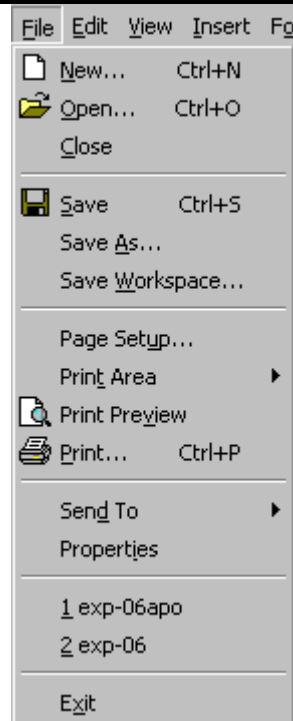 File Edit View Insert Fo
New... Ctrl+N
Open... Ctrl+O
Close
Save Ctrl+S
Save As...
Save Workspace...
Page Setup...
Print Area
Print Preview
Print... Ctrl+P
Send To
Properties
1 exp-06apo
2 exp-06
Exit